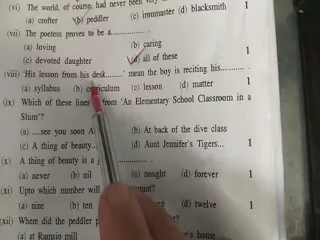 (vi) The world, of course, had never been very
(a) crofter (b) peddler (c) ironmaster (d) blacksmith
(vii) The poetess proves to be a............. 1
(a) loving (b) caring
(c) devoted daughter (d) all of these
(viii) 'His lesson from his desk.......' mean the boy is reciting his............. 1
(a) syllabus (b) curriculum (c) lesson (d) matter
(ix) Which of these lines from 'An Elementary School Classroom in a
Slum'? 1
(a) ....see you soon A (b) At back of the dive class
(c) A thing of beauty.. (d) Aunt Jennifer's Tigers...
(x) A thing of beauty is a j 1
(a) never (b) nil (c) nought (d) forever
(xi) Upto which number will ount? 1
(a) nine (b) ten (d) twelve
(xii) Where did the peddler t? 1
(a) at Ramsjo mill r's home